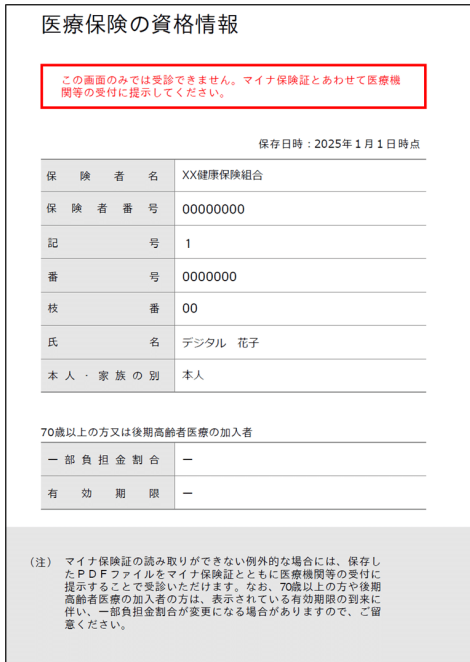 医療保険の資格情報
この画面のみでは受診できません。マイナ保険証とあわせて医療機
関等の受付に提示してください。
保存日時：2025年1月1日時点
保険者名 XX健康保険組合
保険者番号 00000000
記号 1
番号 0000000
枝番 00
氏名 デジタル 花子
本人・家族の別 本人
70歳以上の方又は後期高齢者医療の加入者
一部負担金割合 ー
有効期限 ー
（注） マイナ保険証の読み取りができない例外的な場合には、保存し
たＰＤＦファイルをマイナ保険証とともに医療機関等の受付に
提示することで受診いただけます。なお、70歳以上の方や後期
高齢者医療の加入者の方は、表示されている有効期限の到来に
伴い、一部負担金割合が変更になる場合がありますので、ご留
意ください。